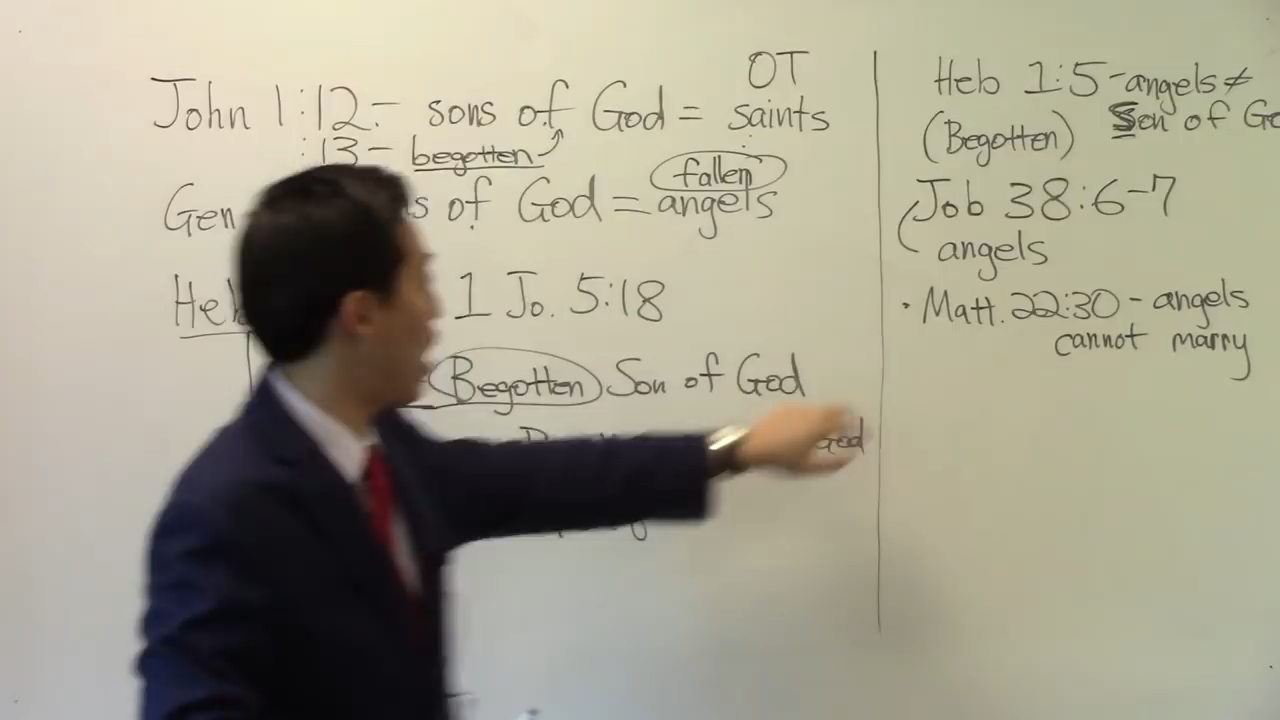 OT
John 1:12 - sons of God = saints
:13 - begotten
fallen
Gen of God = angels
Heb 1 Jo. 5:18
Begotten Son of God
God
Heb 1:5 - angels ≠
(Begotten) Son of
Job 38:6-7
angels
· Matt. 22:30 - angels
cannot marry